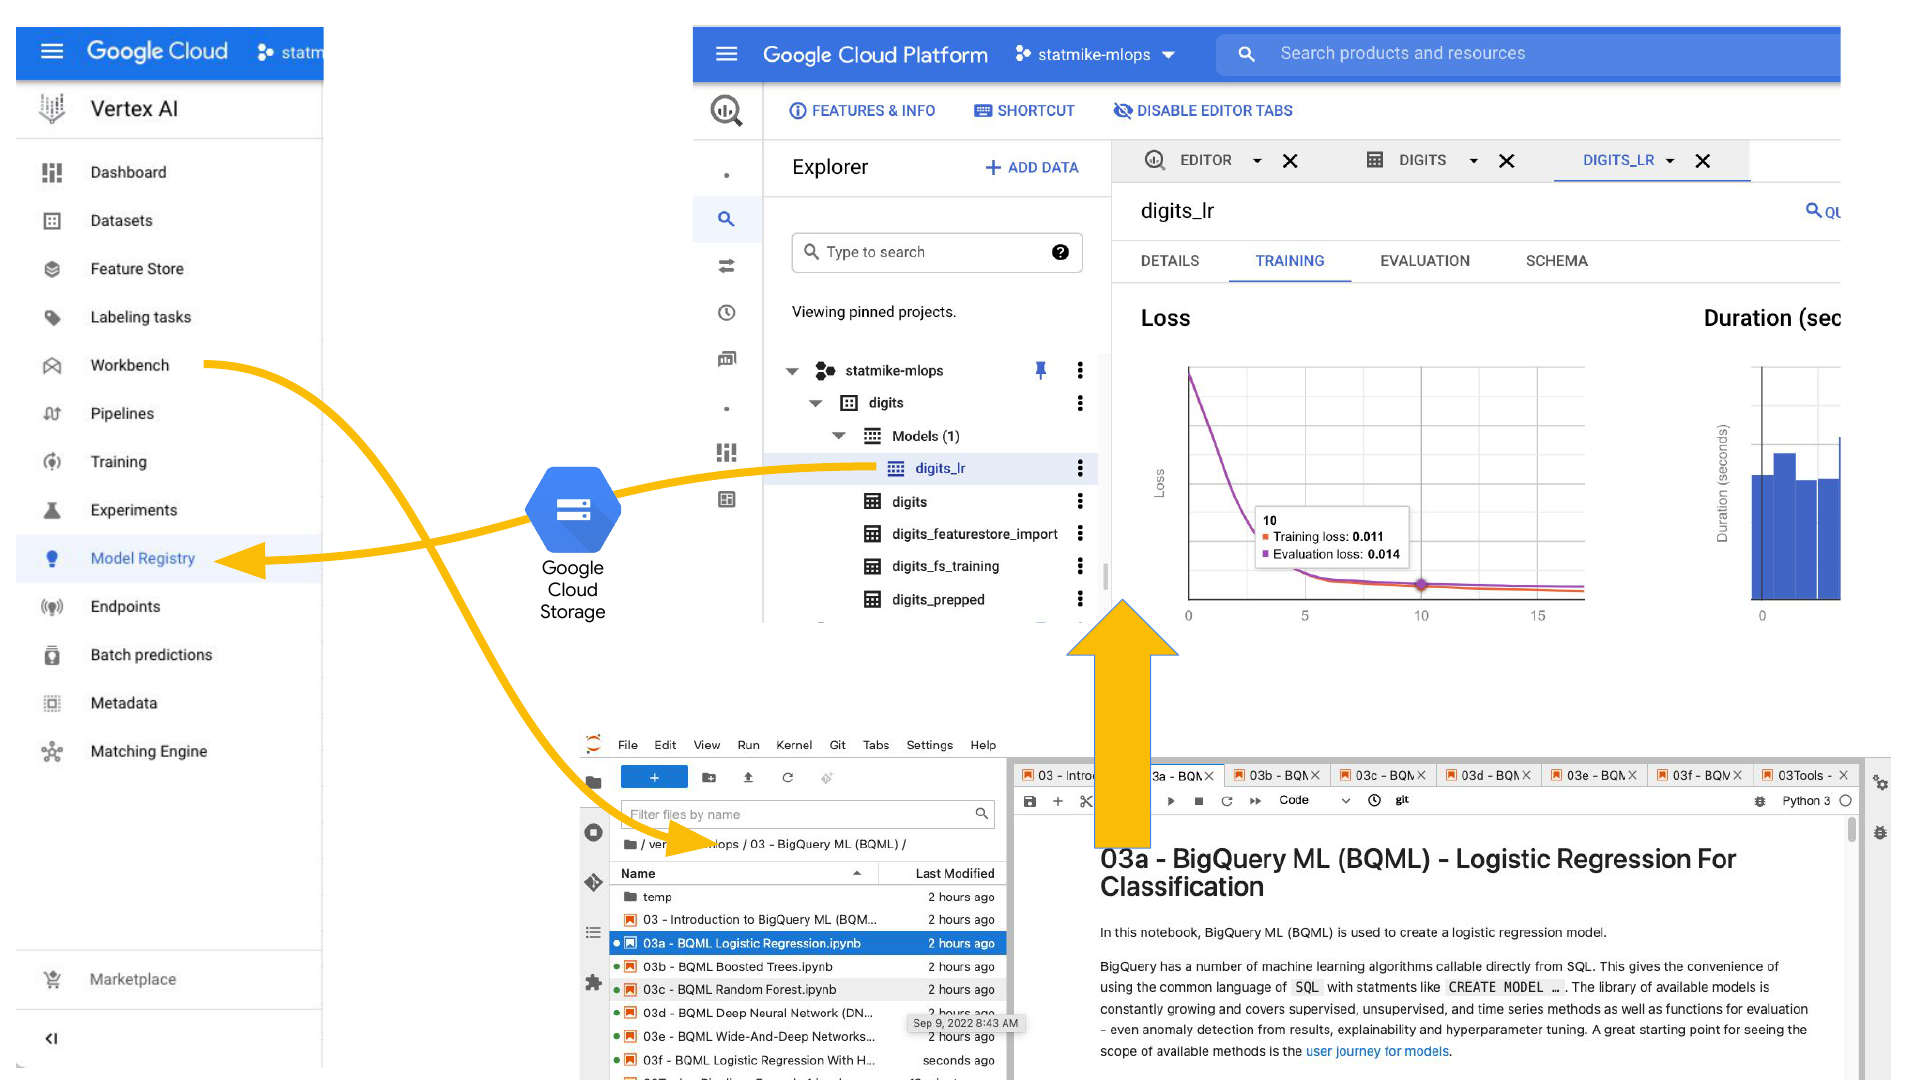 Google Cloud statm
Vertex AI
Dashboard
Datasets
Feature Store
Labeling tasks
Workbench
Pipelines
Training
Experiments
Model Registry
Endpoints
Batch predictions
Metadata
Matching Engine
Marketplace
Google
Cloud
Storage
Google Cloud Platform statmike-mlops Search products and resources
FEATURES & INFO SHORTCUT DISABLE EDITOR TABS
Explorer + ADD DATA
Type to search
Viewing pinned projects.
statmike-mlops
digits
Models (1)
digits_lr
digits
digits_featurestore_import
digits_fs_training
digits_prepped
EDITOR DIGITS DIGITS_LR
digits_lr QU
DETAILS TRAINING EVALUATION SCHEMA
Loss
Loss
10
Training loss: 0.011
Evaluation loss: 0.014
0 5 10 15
Duration (sec
Duration (seconds)
0
File Edit View Run Kernel Git Tabs Settings Help
Filter files by name
/ ver mlops / 03 - BigQuery ML (BQML) /
Name Last Modified
temp 2 hours ago
03 - Introduction to BigQuery ML (BQM... 2 hours ago
03a - BQML Logistic Regression.ipynb 2 hours ago
03b - BQML Boosted Trees.ipynb 2 hours ago
03c - BQML Random Forest.ipynb 2 hours ago
03d - BQML Deep Neural Network (DN... 2 hours ago
Sep 9, 2022 8:43 AM
03e - BQML Wide-And-Deep Networks... 2 hours ago
03f - BQML Logistic Regression With H... seconds ago
03 - Intro 3a - BQM 03b - BQM 03c - BQM 03d - BQM 03e - BQM 03f - BQM 03Tools -
Code git Python 3
03a - BigQuery ML (BQML) - Logistic Regression For
Classification
In this notebook, BigQuery ML (BQML) is used to create a logistic regression model.
BigQuery has a number of machine learning algorithms callable directly from SQL. This gives the convenience of
using the common language of SQL with statments like CREATE MODEL … . The library of available models is
constantly growing and covers supervised, unsupervised, and time series methods as well as functions for evaluation
- even anomaly detection from results, explainability and hyperparameter tuning. A great starting point for seeing the
scope of available methods is the user journey for models.